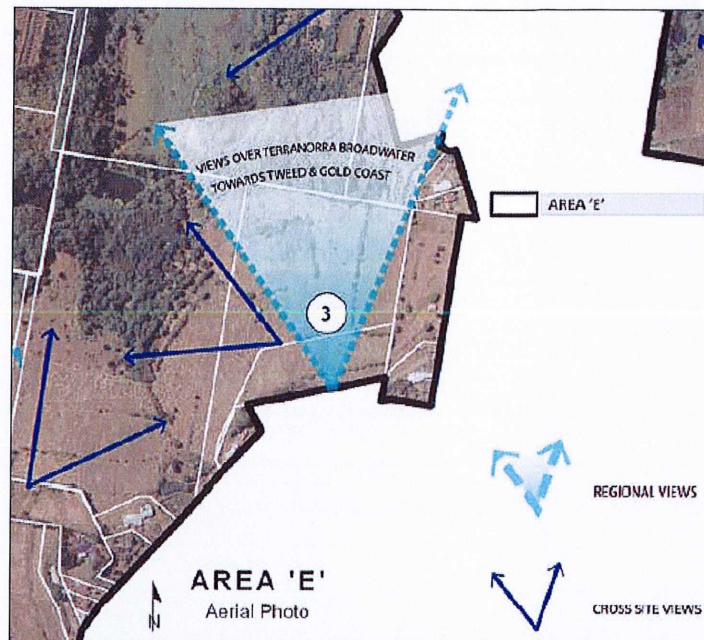 VIEWS OVER TERRANORRA BROADWATER
TOWARDS TWEED & GOLD COAST
AREA 'E'
3
REGIONAL VIEWS
AREA 'E'
Aerial Photo
N
CROSS SITE VIEWS